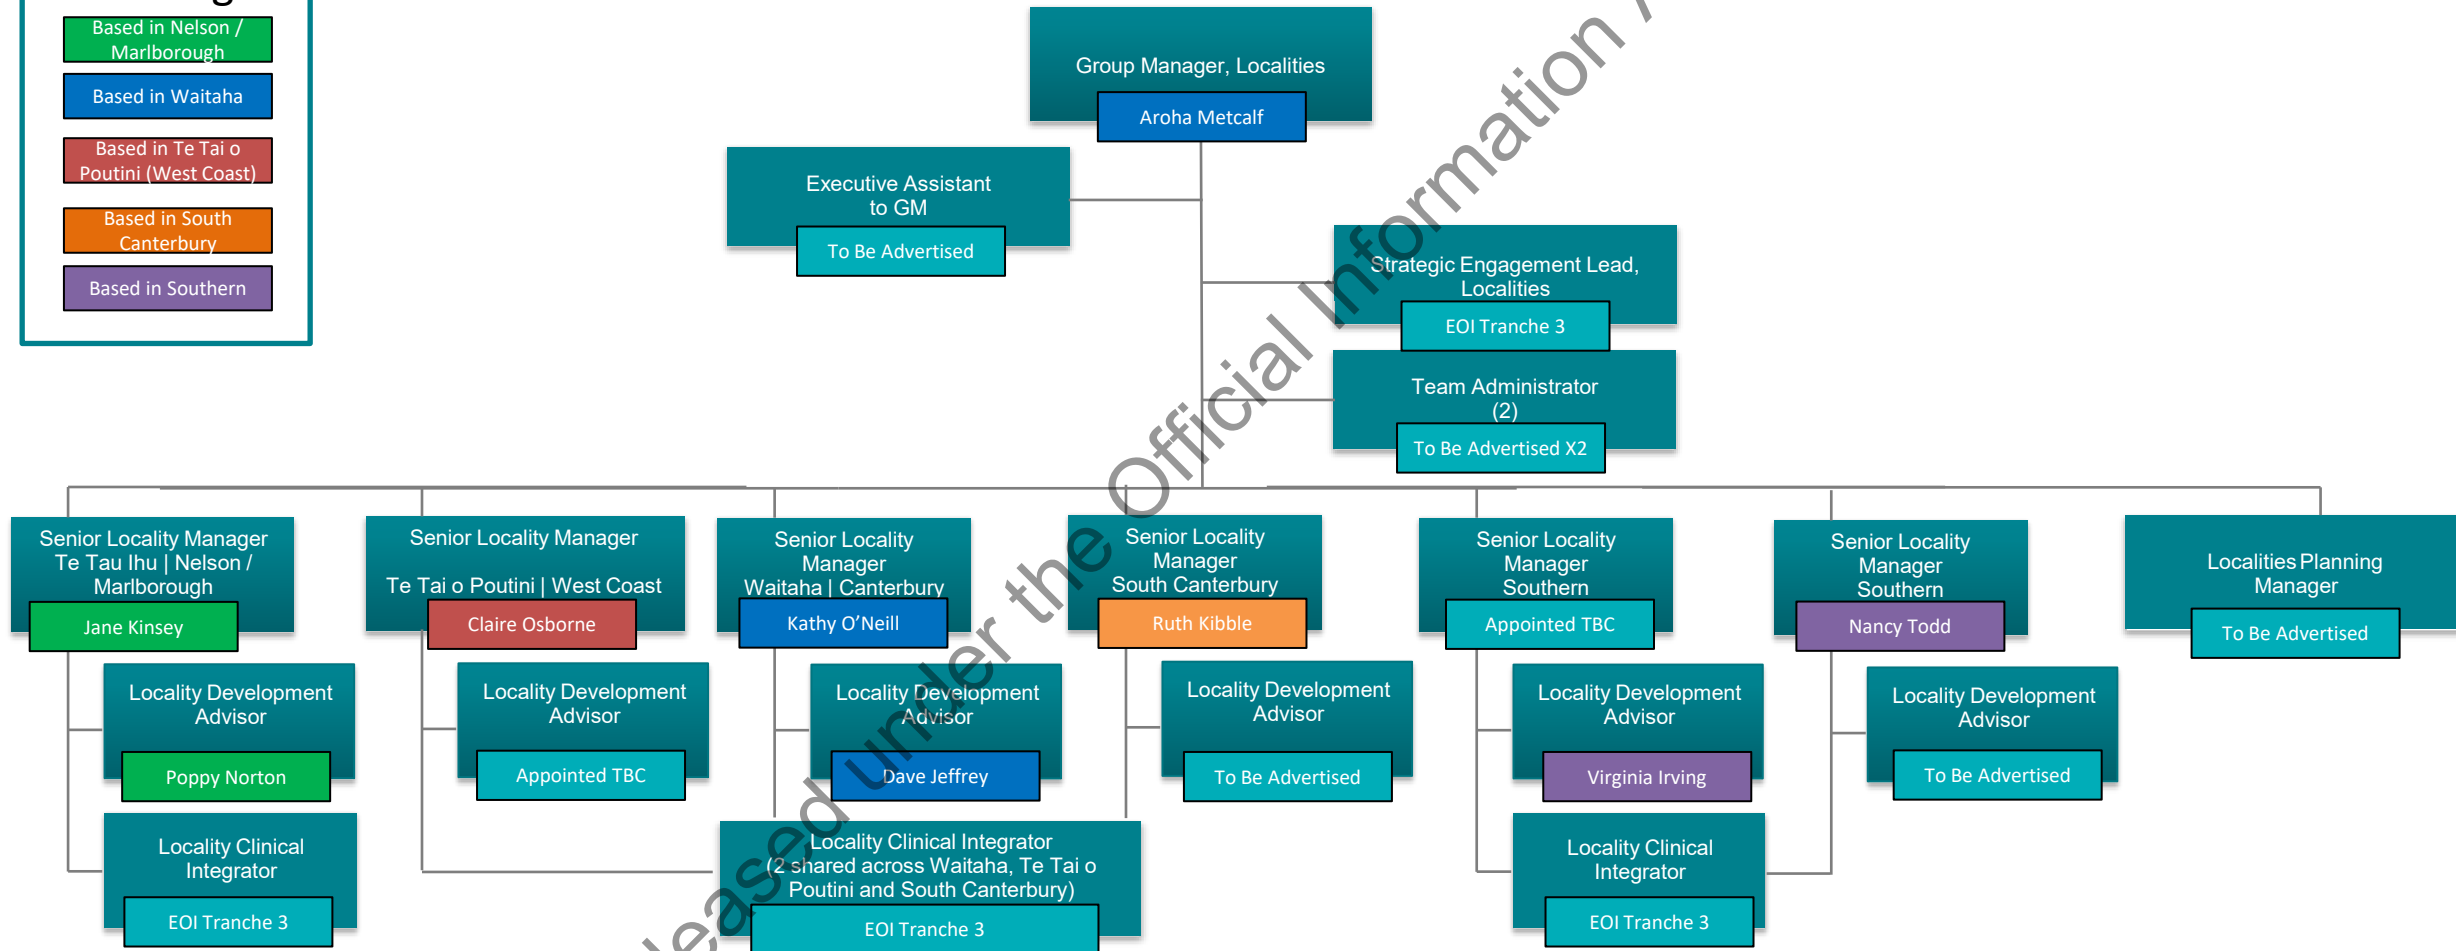 Based in Nelson /
Marlborough
Based in Waitaha
Based in Te Tai o
Poutini (West Coast)
Based in South
Canterbury
Based in Southern
Group Manager, Localities
Aroha Metcalf
Executive Assistant
to GM
To Be Advertised
Strategic Engagement Lead,
Localities
EOI Tranche 3
Team Administrator
(2)
To Be Advertised X2
Senior Locality Manager
Te Tau Ihu | Nelson /
Marlborough
Jane Kinsey
Locality Development
Advisor
Poppy Norton
Locality Clinical
Integrator
EOI Tranche 3
Senior Locality Manager
Te Tai o Poutini | West Coast
Claire Osborne
Locality Development
Advisor
Appointed TBC
Senior Locality
Manager
Waitaha | Canterbury
Kathy O'Neill
Locality Development
Advisor
Dave Jeffrey
Locality Clinical Integrator
(2 shared across Waitaha, Te Tai o
Poutini and South Canterbury)
EOI Tranche 3
Senior Locality
Manager
South Canterbury
Ruth Kibble
Locality Development
Advisor
To Be Advertised
Senior Locality
Manager
Southern
Appointed TBC
Locality Development
Advisor
Virginia Irving
Locality Clinical
Integrator
EOI Tranche 3
Senior Locality
Manager
Southern
Nancy Todd
Locality Development
Advisor
To Be Advertised
Localities Planning
Manager
To Be Advertised
under the Official Information